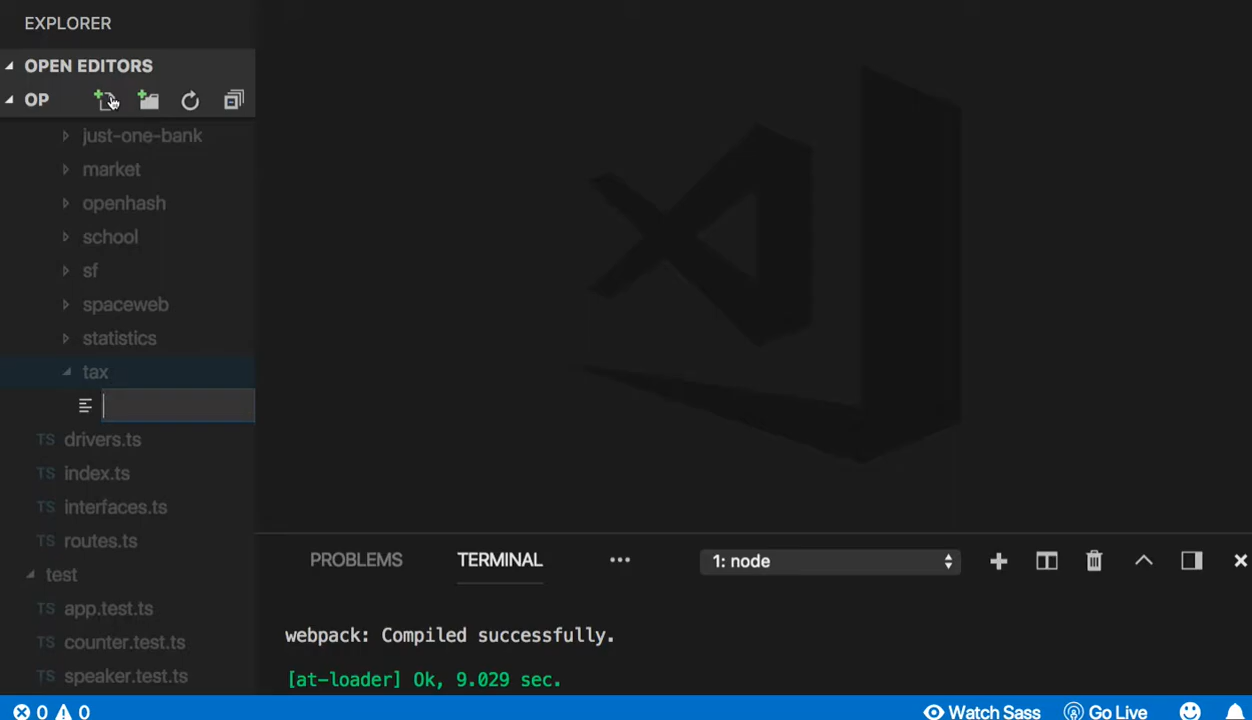 EXPLORER
OPEN EDITORS
OP
just-one-bank
market
openhash
school
sf
spaceweb
statistics
tax
TS drivers.ts
TS index.ts
TS interfaces.ts
TS routes.ts
test
TS app.test.ts
TS counter.test.ts
TS speaker.test.ts
PROBLEMS TERMINAL ••• 1: node
webpack: Compiled successfully.
[at-loader] Ok, 9.029 sec.
0 0 Watch Sass Go Live